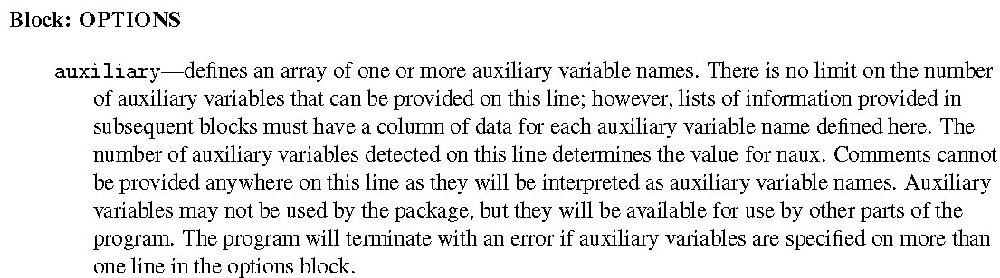 Block: OPTIONS
auxiliary—defines an array of one or more auxiliary variable names. There is no limit on the number
of auxiliary variables that can be provided on this line; however, lists of information provided in
subsequent blocks must have a column of data for each auxiliary variable name defined here. The
number of auxiliary variables detected on this line determines the value for naux. Comments cannot
be provided anywhere on this line as they will be interpreted as auxiliary variable names. Auxiliary
variables may not be used by the package, but they will be available for use by other parts of the
program. The program will terminate with an error if auxiliary variables are specified on more than
one line in the options block.